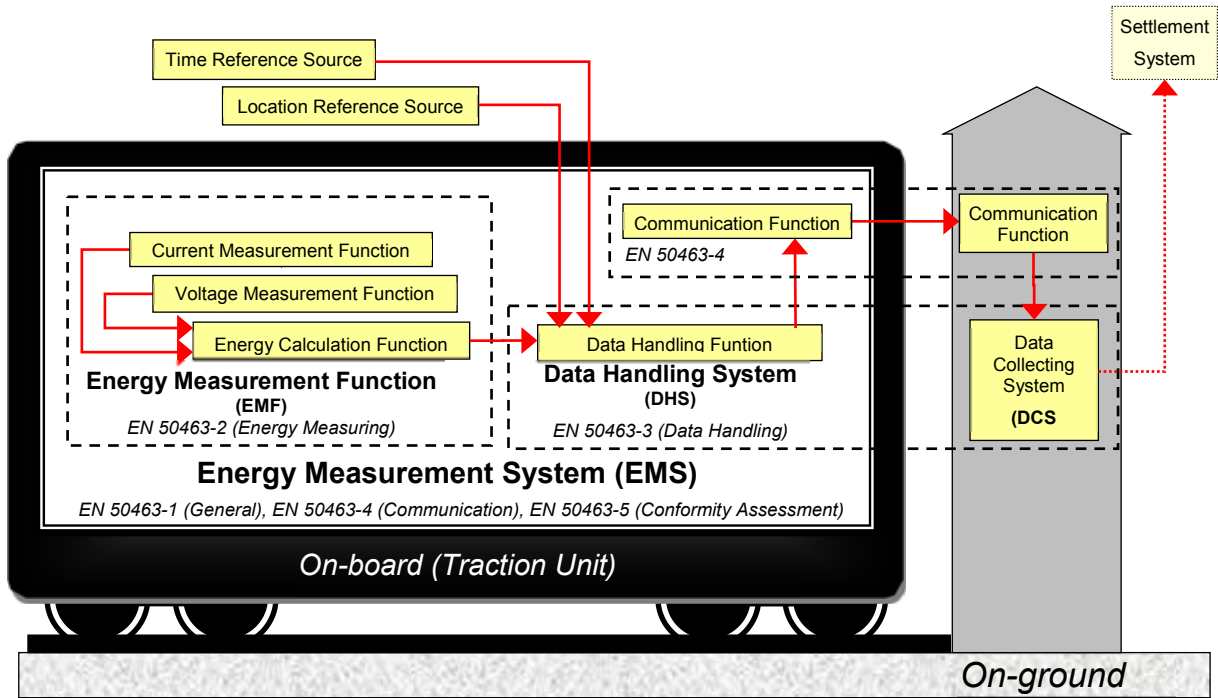 Settlement
System
Time Reference Source
Location Reference Source
Communication Function
EN 50463-4
Communication
Function
Current Measurement Function
Voltage Measurement Function
Energy Calculation Function
Energy Measurement Function
(EMF)
EN 50463-2 (Energy Measuring)
Data Handling Funtion
Data Handling System
(DHS)
EN 50463-3 (Data Handling)
Data
Collecting
System
(DCS
Energy Measurement System (EMS)
EN 50463-1 (General), EN 50463-4 (Communication), EN 50463-5 (Conformity Assessment)
On-board (Traction Unit)
On-ground